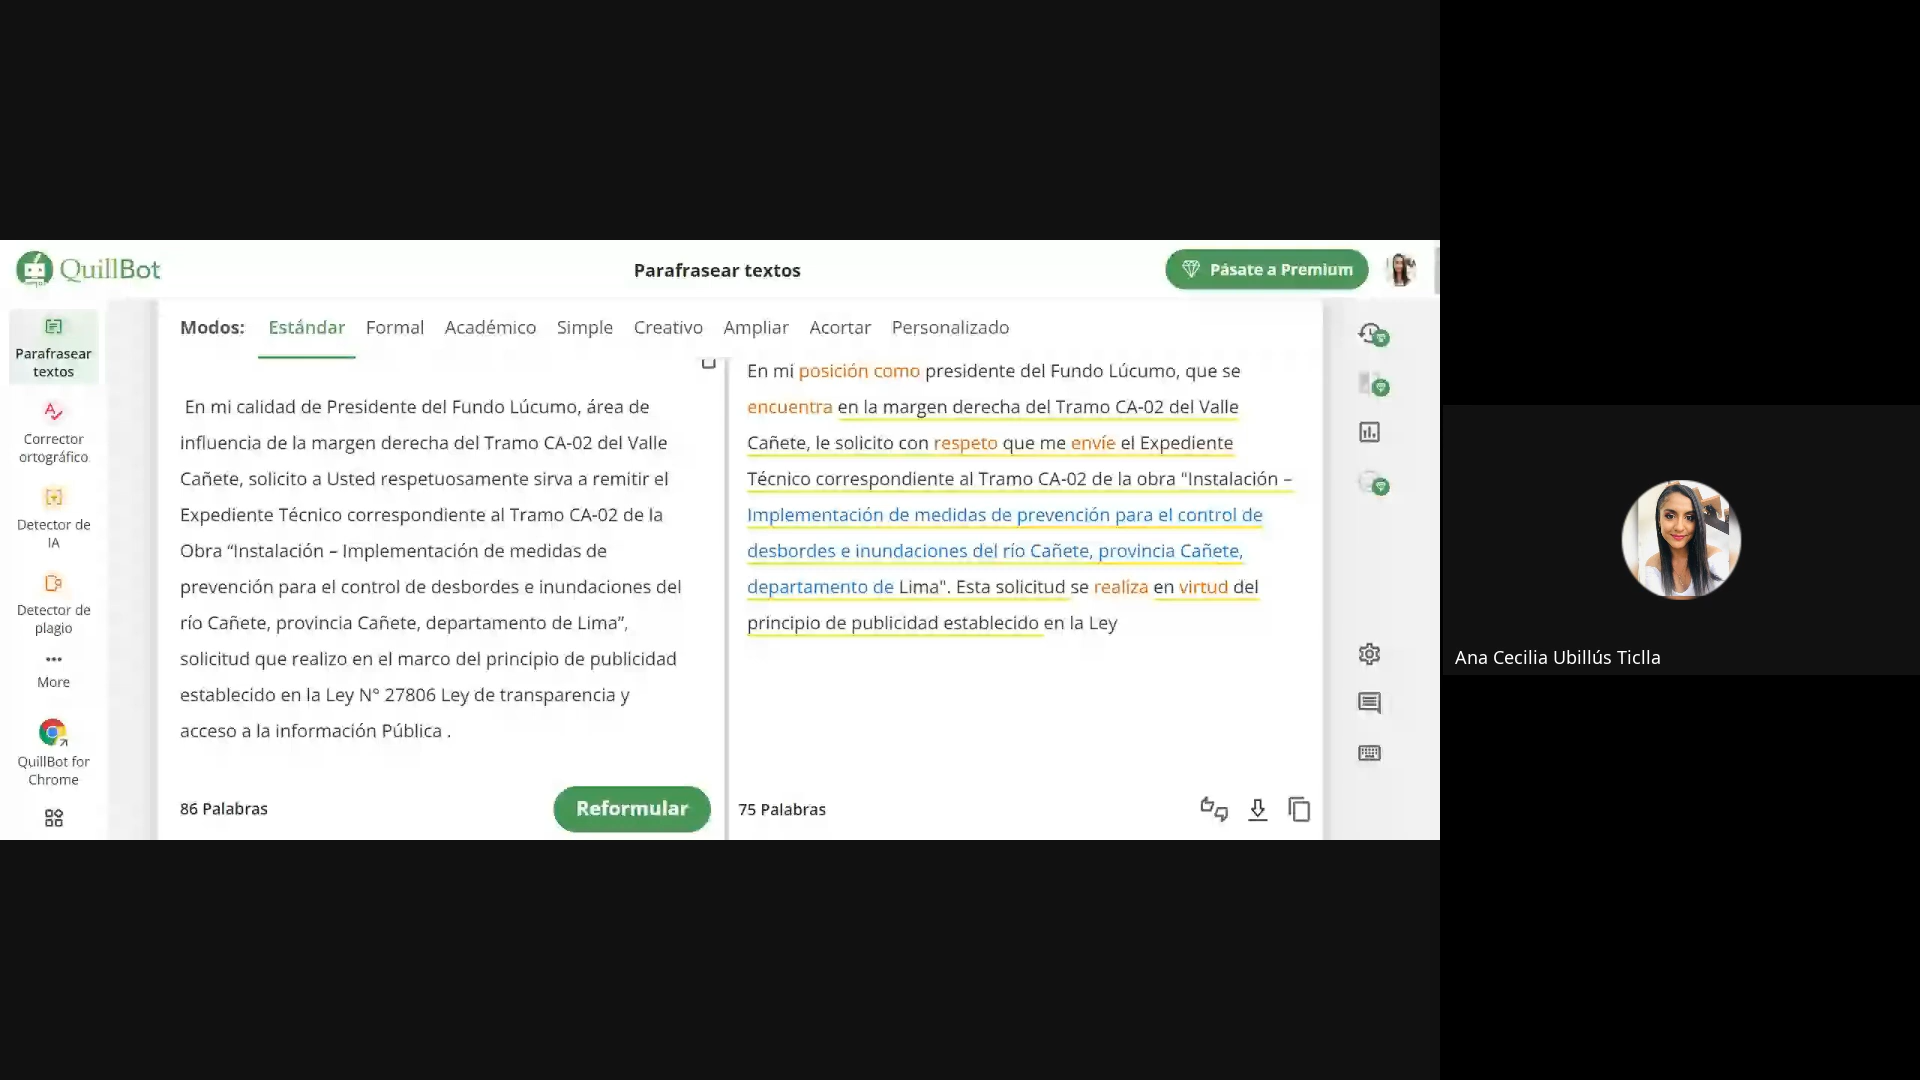 QuillBot
Parafrasear textos
Pásate a Premium
Parafrasear
textos
Corrector
ortográfico
Detector de
IA
Detector de
plagio
More
QuillBot for
Chrome
Modos: Estándar Formal Académico Simple Creativo Ampliar Acortar Personalizado
En mi calidad de Presidente del Fundo Lúcumo, área de
influencia de la margen derecha del Tramo CA-02 del Valle
Cañete, solicito a Usted respetuosamente sirva a remitir el
Expediente Técnico correspondiente al Tramo CA-02 de la
Obra “Instalación – Implementación de medidas de
prevención para el control de desbordes e inundaciones del
río Cañete, provincia Cañete, departamento de Lima”,
solicitud que realizo en el marco del principio de publicidad
establecido en la Ley N° 27806 Ley de transparencia y
acceso a la información Pública .
86 Palabras
Reformular
En mi posición como presidente del Fundo Lúcumo, que se
encuentra en la margen derecha del Tramo CA-02 del Valle
Cañete, le solicito con respeto que me envíe el Expediente
Técnico correspondiente al Tramo CA-02 de la obra "Instalación –
Implementación de medidas de prevención para el control de
desbordes e inundaciones del río Cañete, provincia Cañete,
departamento de Lima". Esta solicitud se realiza en virtud del
principio de publicidad establecido en la Ley
75 Palabras
Ana Cecilia Ubillús Ticlla